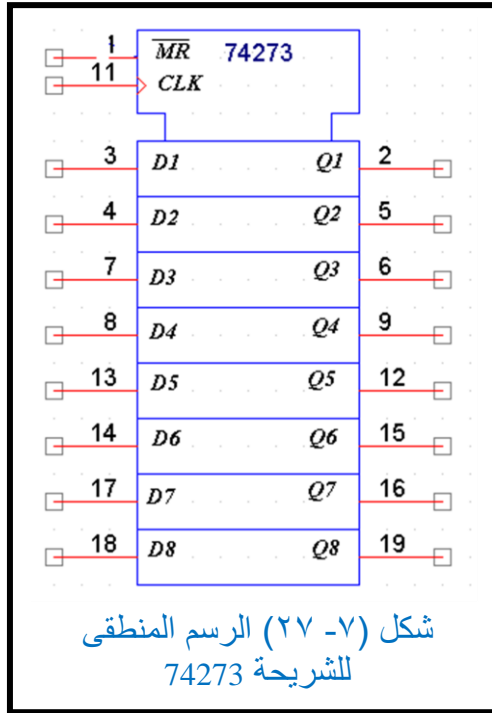 1 M̅R̅ 74273
11 CLK
3 D1 Q1 2
4 D2 Q2 5
7 D3 Q3 6
8 D4 Q4 9
13 D5 Q5 12
14 D6 Q6 15
17 D7 Q7 16
18 D8 Q8 19
شكل (٧- ٢٧) الرسم المنطقى
للشريحة 74273